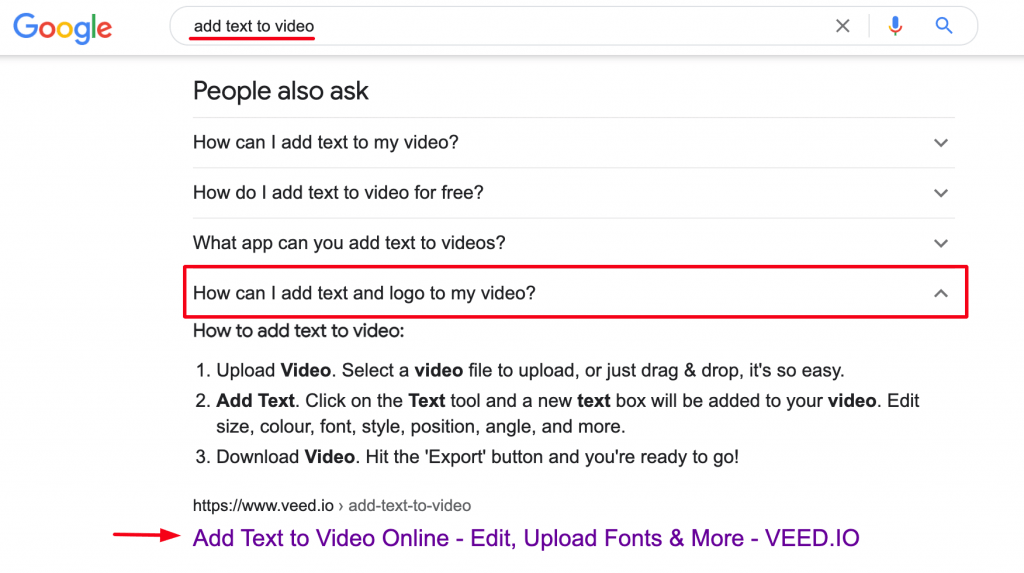 Google
add text to video
People also ask
How can I add text to my video?
How do I add text to video for free?
What app can you add text to videos?
How can I add text and logo to my video?
How to add text to video:
1. Upload Video. Select a video file to upload, or just drag & drop, it's so easy.
2. Add Text. Click on the Text tool and a new text box will be added to your video. Edit
size, colour, font, style, position, angle, and more.
3. Download Video. Hit the 'Export' button and you're ready to go!
https://www.veed.io › add-text-to-video
Add Text to Video Online - Edit, Upload Fonts & More - VEED.IO